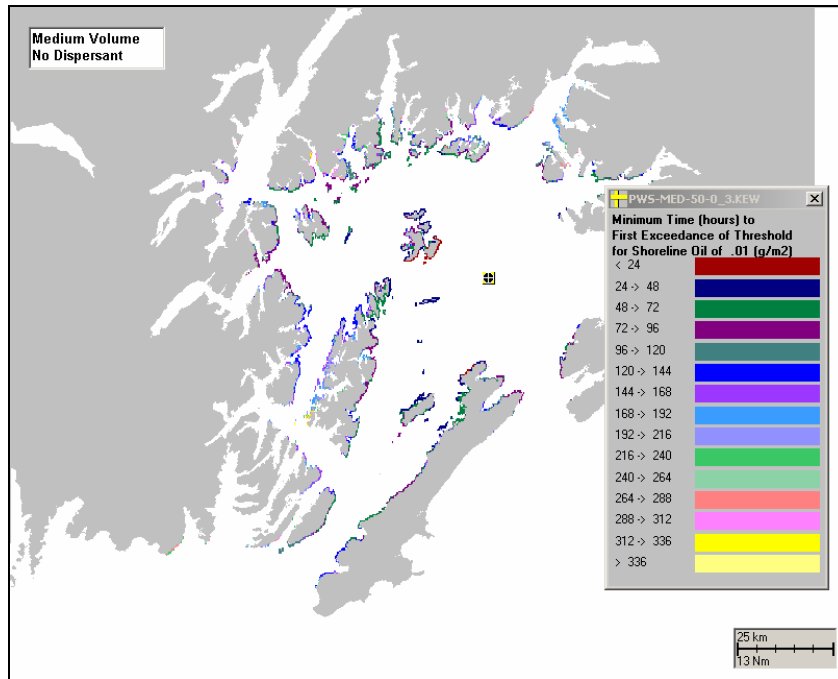 Medium Volume
No Dispersant
PWS-MED-50-0_3.KEW
Minimum Time (hours) to
First Exceedance of Threshold
for Shoreline Oil of .01 (g/m2)
< 24
24 -> 48
48 -> 72
72 -> 96
96 -> 120
120 -> 144
144 -> 168
168 -> 192
192 -> 216
216 -> 240
240 -> 264
264 -> 288
288 -> 312
312 -> 336
> 336
25 km
13 Nm